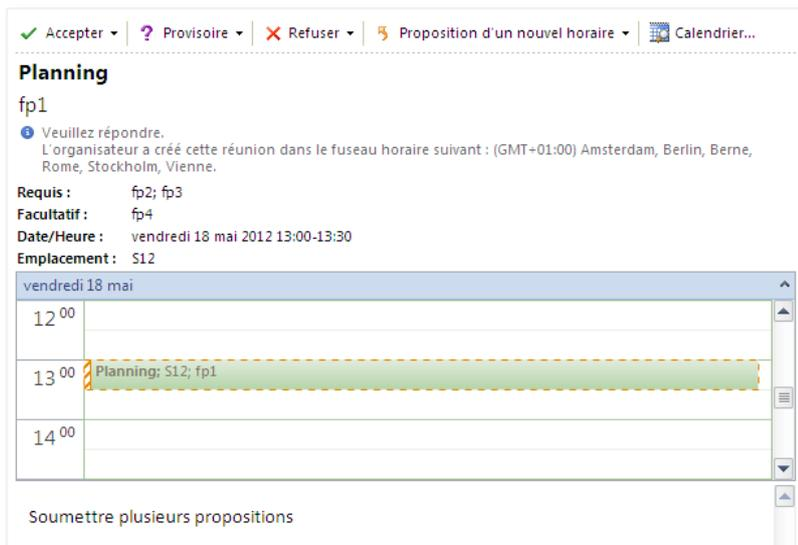 Accepter Provisoire Refuser Proposition d'un nouvel horaire Calendrier...
Planning
fp1
Veuillez répondre.
L'organisateur a créé cette réunion dans le fuseau horaire suivant : (GMT+01:00) Amsterdam, Berlin, Berne,
Rome, Stockholm, Vienne.
Requis : fp2; fp3
Facultatif : fp4
Date/Heure : vendredi 18 mai 2012 13:00-13:30
Emplacement : S12
vendredi 18 mai
12 00
13 00 Planning; S12; fp1
14 00
Soumettre plusieurs propositions